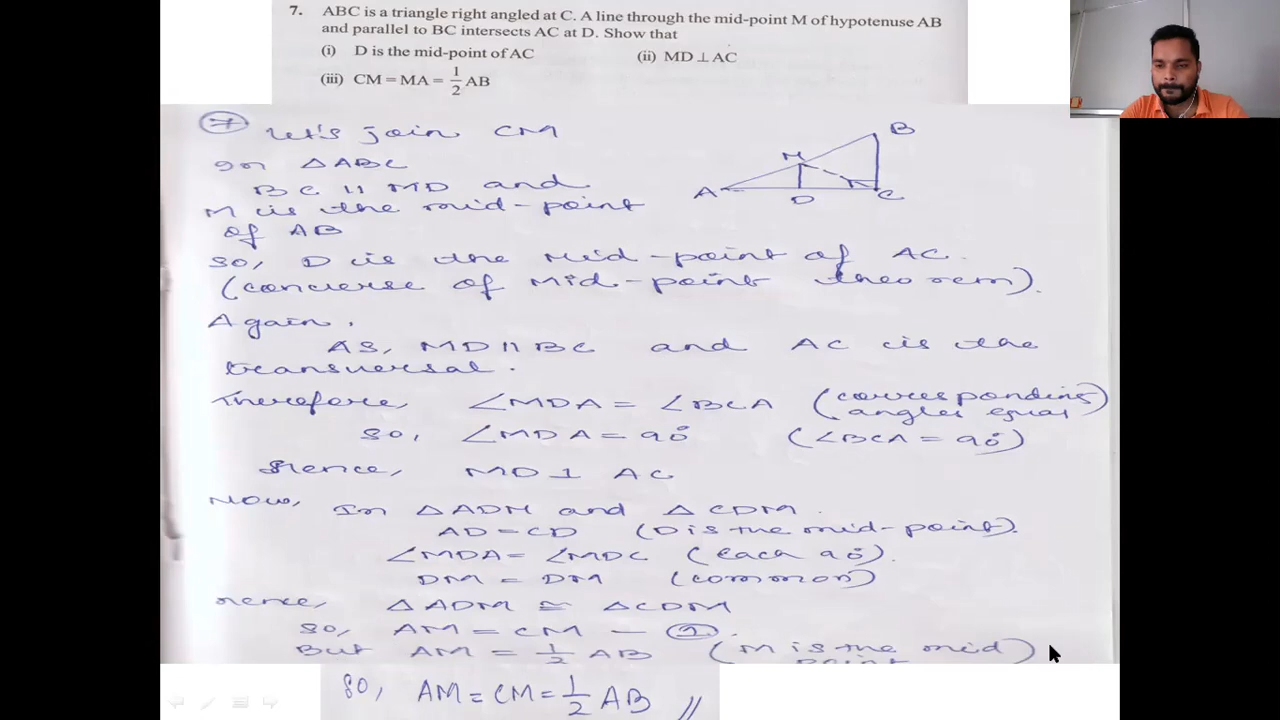 7. ABC is a triangle right angled at C. A line through the mid-point M of hypotenuse AB
and parallel to BC intersects AC at D. Show that
(i) D is the mid-point of AC (ii) MD ⊥ AC
(iii) CM = MA = 1/2 AB
7 Let's join CM
In △ABC
BC || MD and
M is the mid-point
of AB
B
M
A
D
C
So, D is the Mid-point of AC.
(converse of Mid-point theorem).
Again,
As, MD || BC and AC is the
transversal.
Therefore, ∠MDA = ∠BCA (corresponding
angles equal)
So, ∠MDA = 90° (∠BCA = 90°)
Hence, MD ⊥ AC
Now, In △ADM and △CDM.
AD = CD (D is the mid-point).
∠MDA = ∠MDC (each 90°).
DM = DM (common)
Hence, △ADM ≅ △CDM
So, AM = CM —
But AM = 1/2 AB (M is the mid
point
So, AM = CM = 1/2 AB //